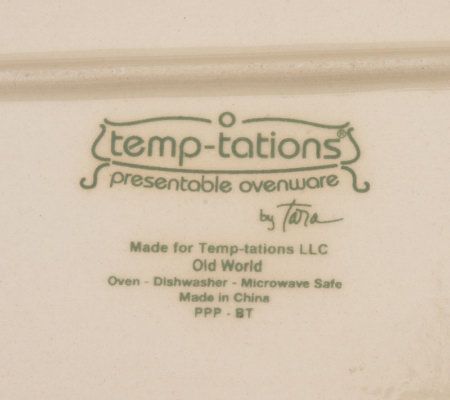 temp-tations®
presentable ovenware
by Tara
Made for Temp-tations LLC
Old World
Oven - Dishwasher - Microwave Safe
Made in China
PPP - BT